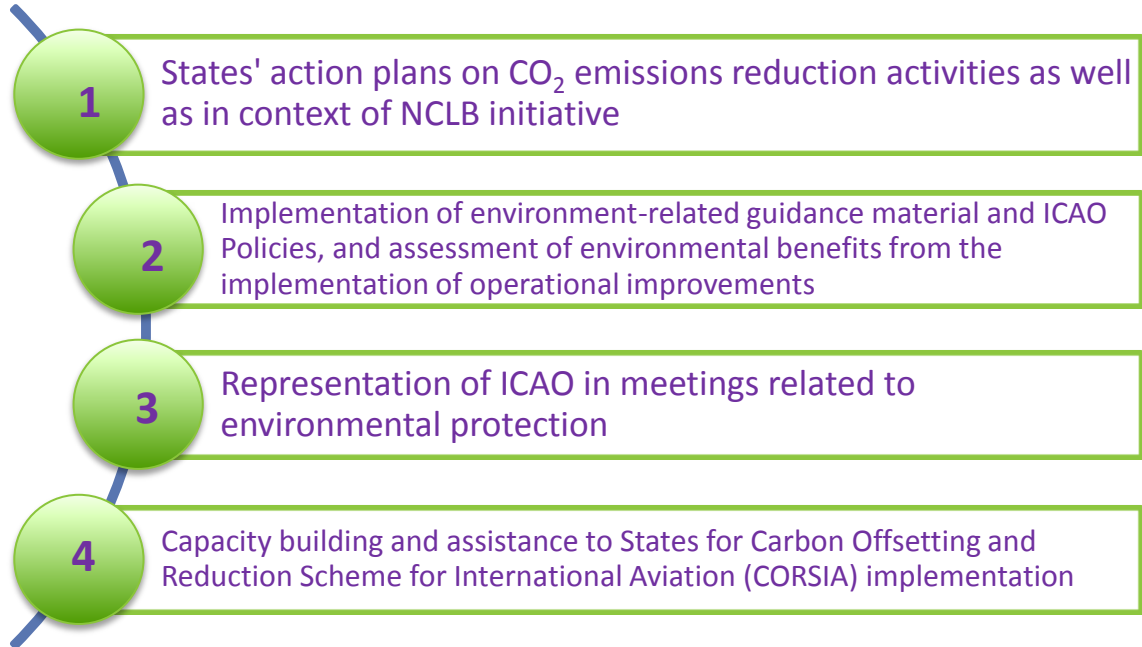 1
States' action plans on CO₂ emissions reduction activities as well
as in context of NCLB initiative
2
Implementation of environment-related guidance material and ICAO
Policies, and assessment of environmental benefits from the
implementation of operational improvements
3
Representation of ICAO in meetings related to
environmental protection
4
Capacity building and assistance to States for Carbon Offsetting and
Reduction Scheme for International Aviation (CORSIA) implementation